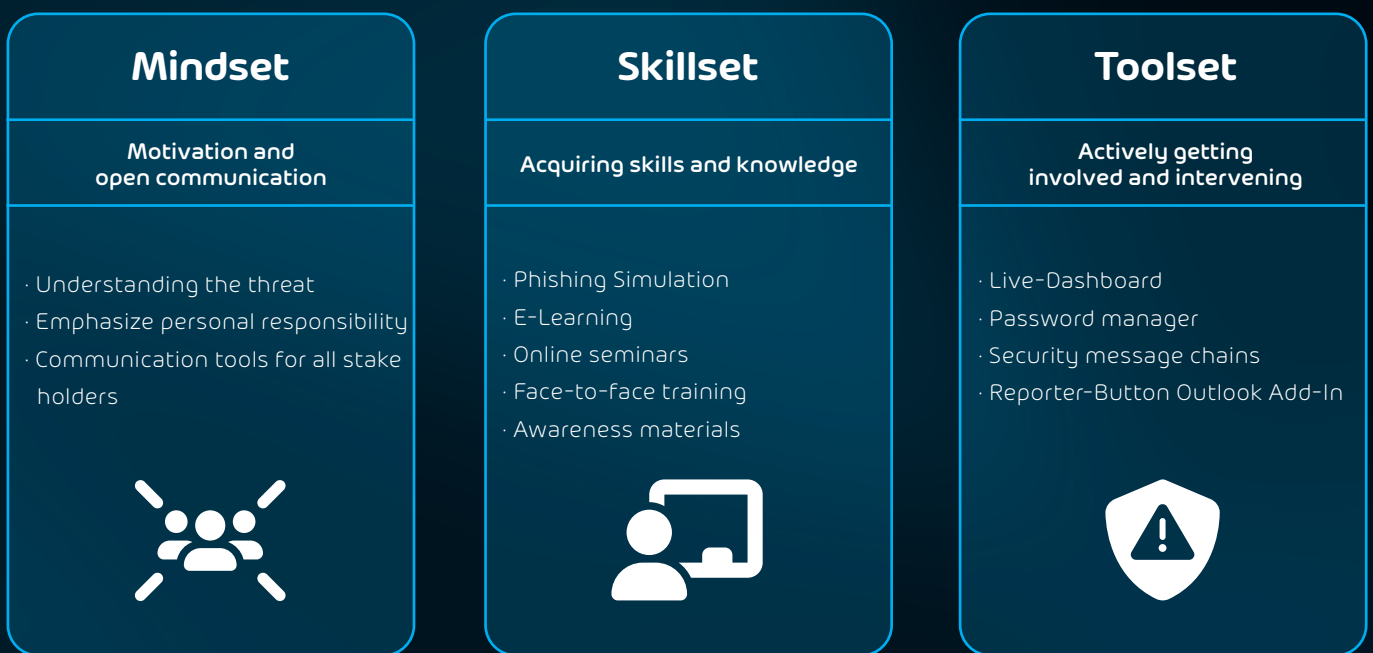 Mindset
Motivation and
open communication
· Understanding the threat
· Emphasize personal responsibility
· Communication tools for all stake
holders
Skillset
Acquiring skills and knowledge
· Phishing Simulation
· E-Learning
· Online seminars
· Face-to-face training
· Awareness materials
Toolset
Actively getting
involved and intervening
· Live-Dashboard
· Password manager
· Security message chains
· Reporter-Button Outlook Add-In